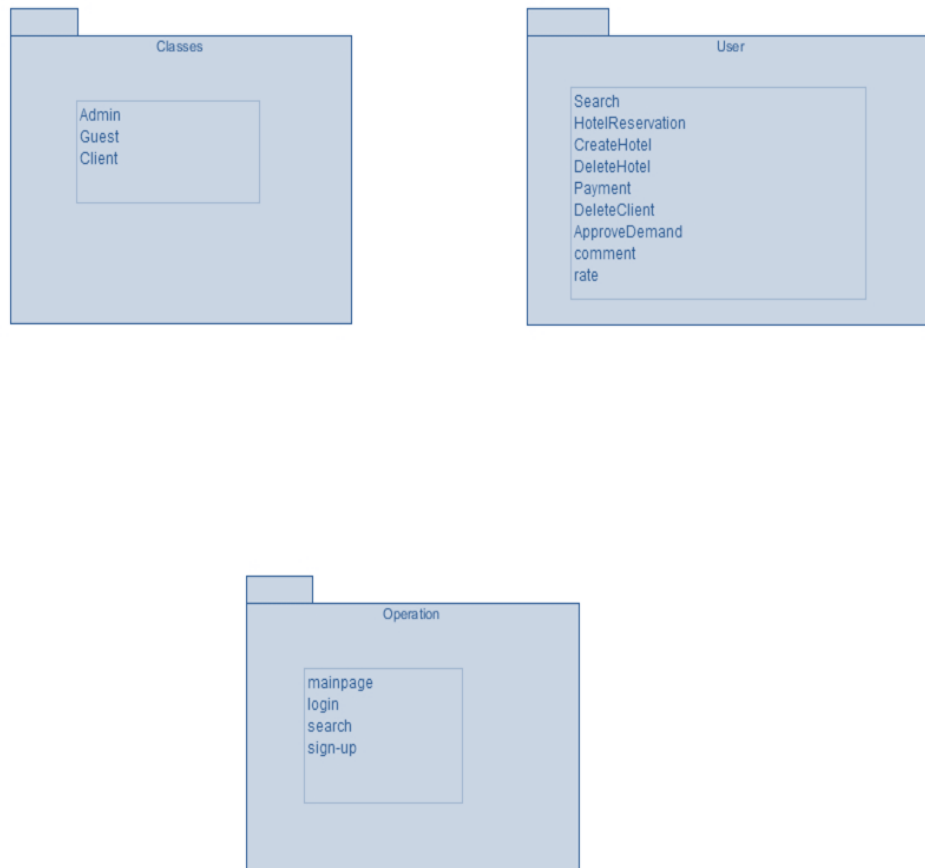 Classes
Admin
Guest
Client
User
Search
HotelReservation
CreateHotel
DeleteHotel
Payment
DeleteClient
ApproveDemand
comment
rate
Operation
mainpage
login
search
sign-up